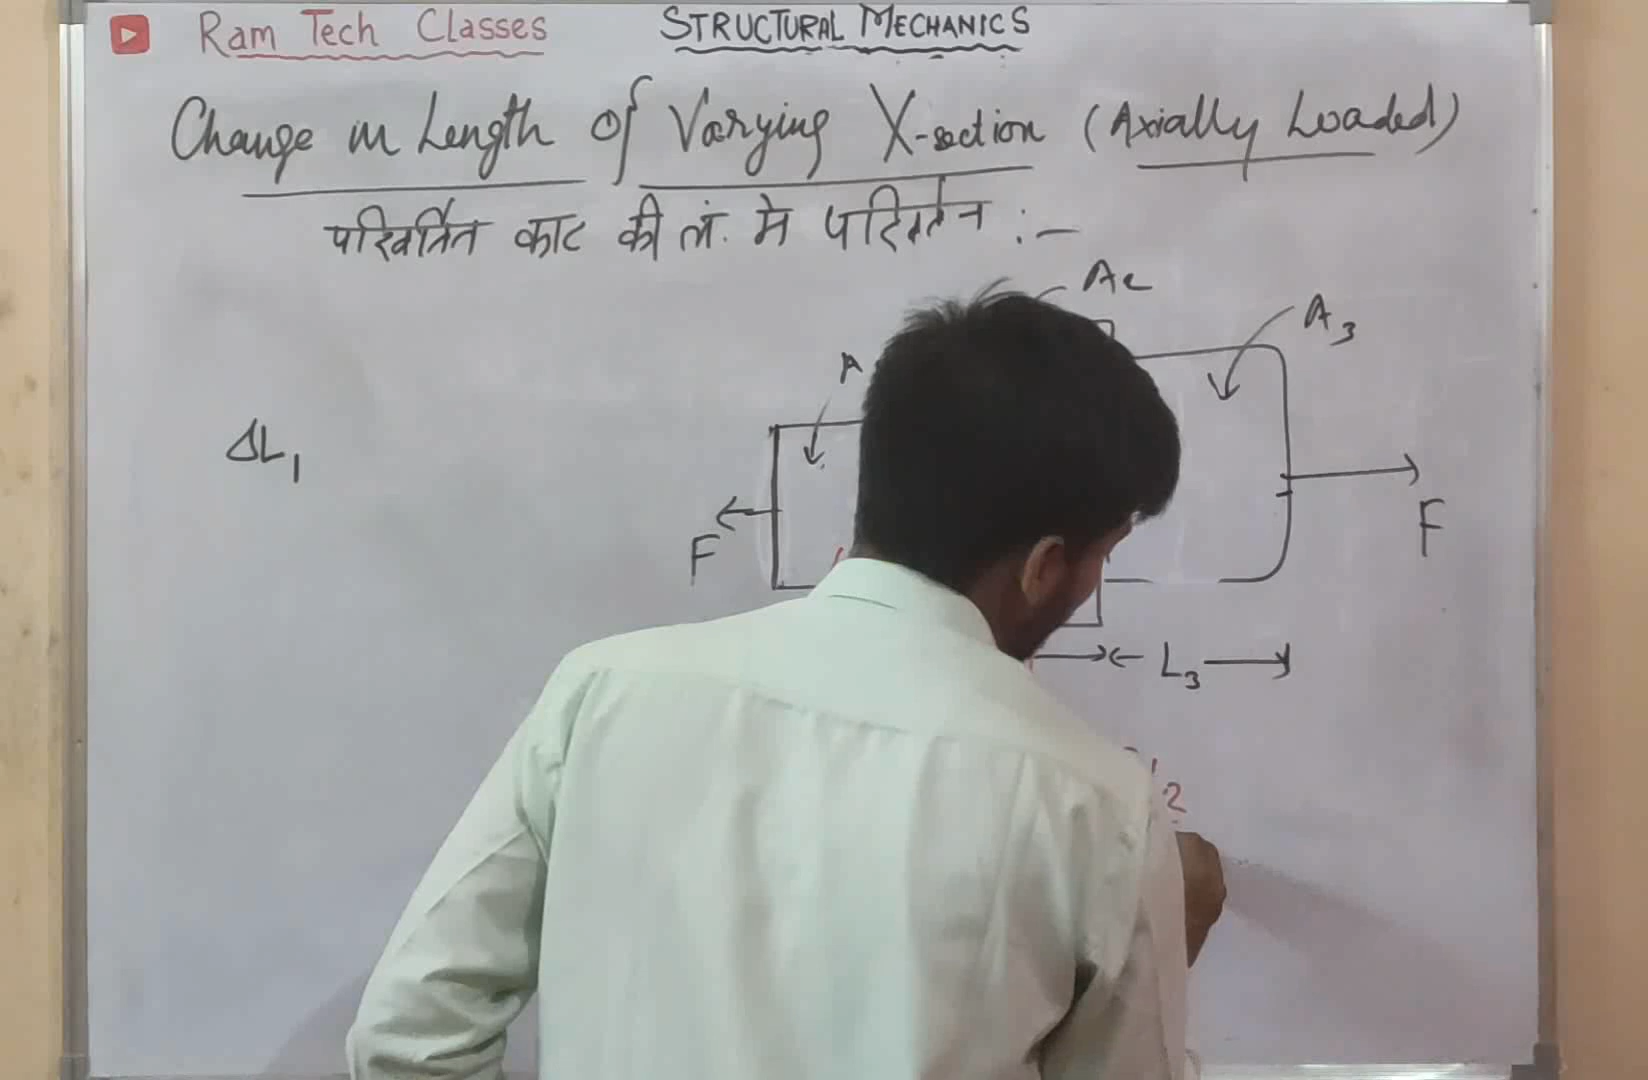 Ram Tech Classes
STRUCTURAL MECHANICS
Change in Length of Varying X-section (Axially Loaded)
परिवर्तित काट की लं. में परिवर्तन :-
A2
A3
A
ΔL1
F
F
L3
2